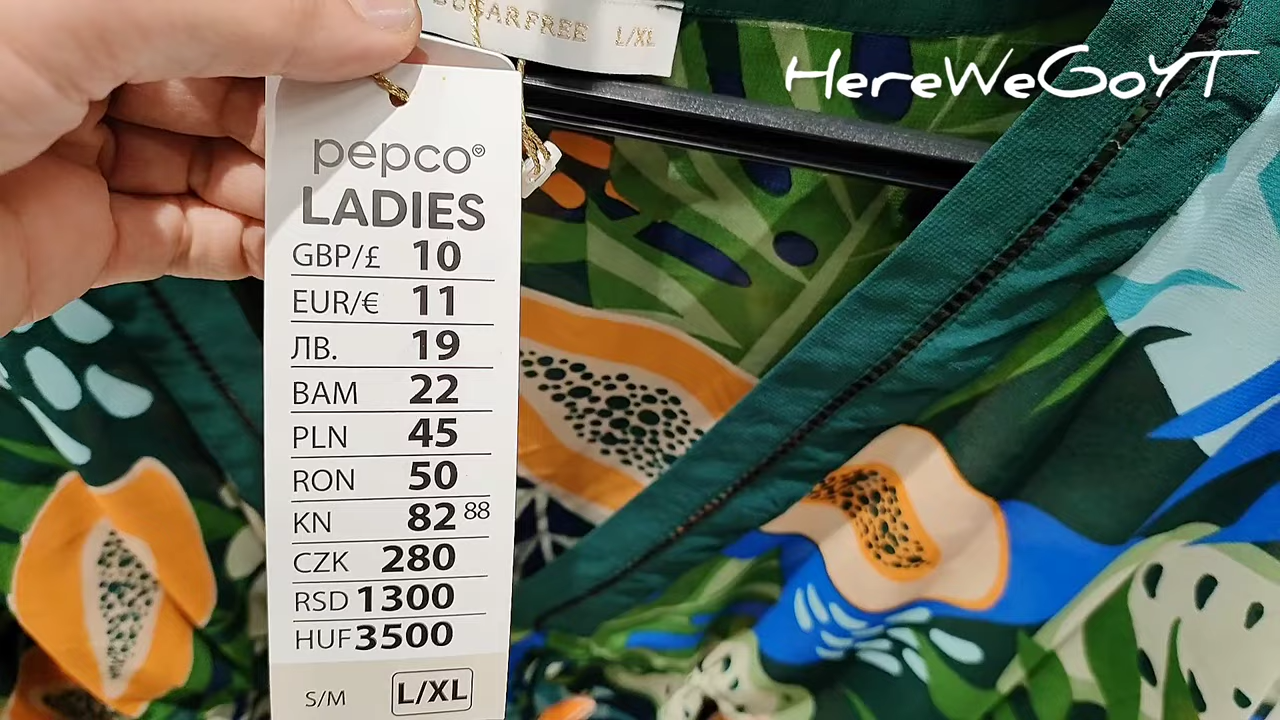 SUGARFREE L/XL
HereWeGoYT
pepco
LADIES
GBP/£ 10
EUR/€ 11
ЛВ. 19
BAM 22
PLN 45
RON 50
KN 82 88
CZK 280
RSD 1300
HUF 3500
S/M L/XL